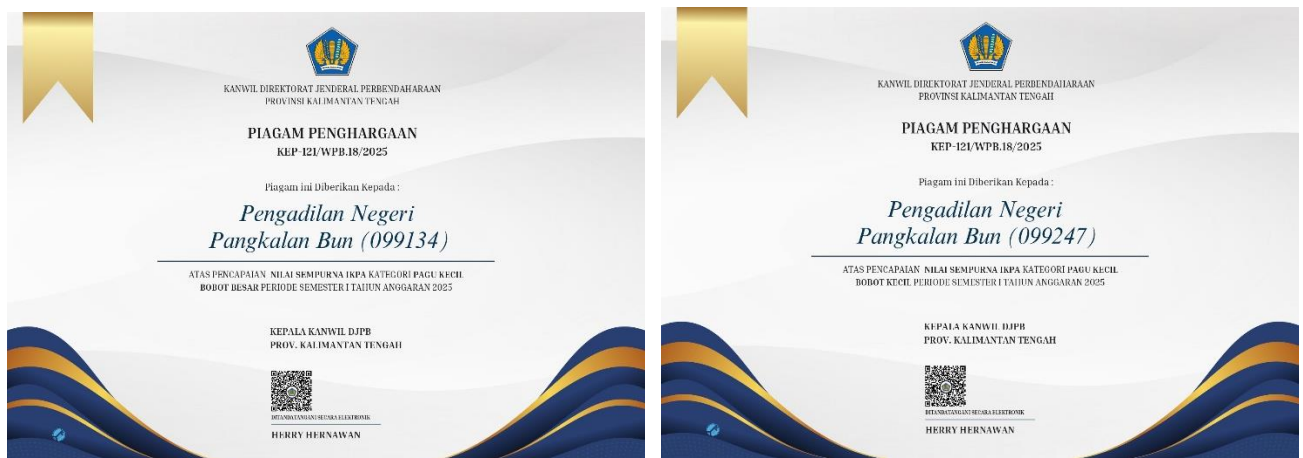 KANWIL DIREKTORAT JENDERAL PERBENDAHARAAN
PROVINSI KALIMANTAN TENGAH
PIAGAM PENGHARGAAN
KEP-121/WPB.18/2025
Piagam ini Diberikan Kepada :
Pengadilan Negeri
Pangkalan Bun (099134)
ATAS PENCAPAIAN NILAI SEMPURNA IKPA KATEGORI PAGU KECIL
BOBOT BESAR PERIODE SEMESTER I TAHUN ANGGARAN 2025
KEPALA KANWIL DJPB
PROV. KALIMANTAN TENGAH
DITANDATANGANI SECARA ELEKTRONIK
HERRY HERNAWAN
KANWIL DIREKTORAT JENDERAL PERBENDAHARAAN
PROVINSI KALIMANTAN TENGAH
PIAGAM PENGHARGAAN
KEP-121/WPB.18/2025
Piagam ini Diberikan Kepada :
Pengadilan Negeri
Pangkalan Bun (099247)
ATAS PENCAPAIAN NILAI SEMPURNA IKPA KATEGORI PAGU KECIL
BOBOT KECIL PERIODE SEMESTER I TAHUN ANGGARAN 2025
KEPALA KANWIL DJPB
PROV. KALIMANTAN TENGAH
DITANDATANGANI SECARA ELEKTRONIK
HERRY HERNAWAN